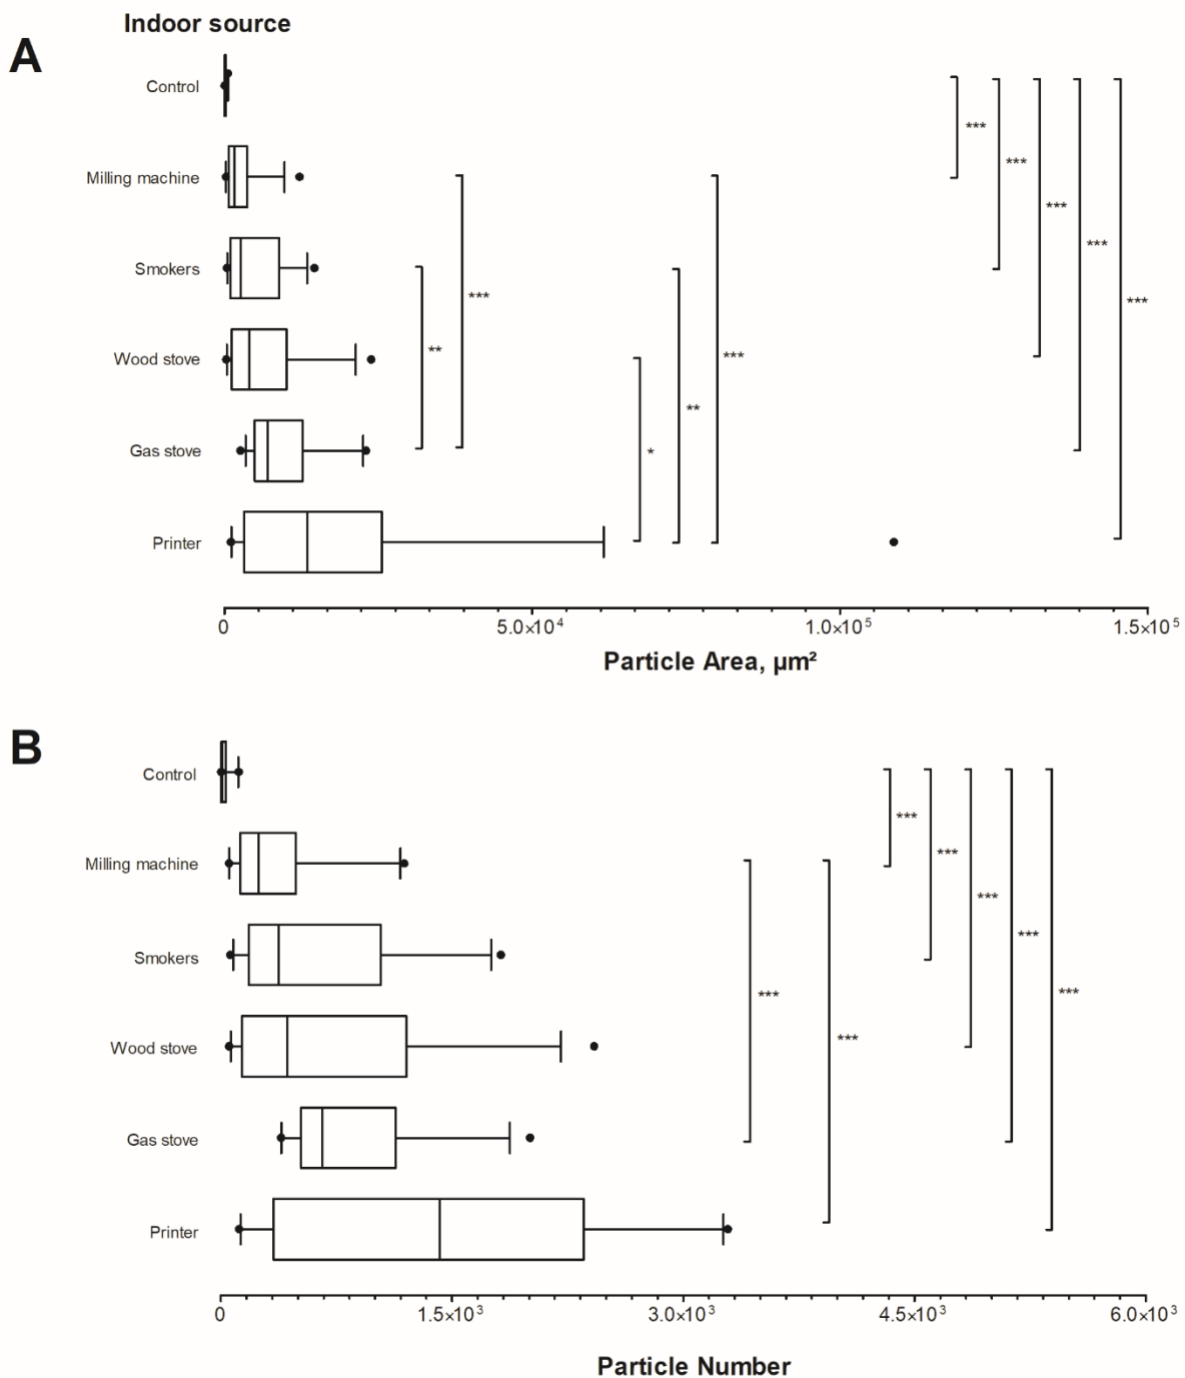 Indoor source
A
Control
***
Milling machine
***
***
Smokers
***
***
***
Wood stove
**
***
**
Gas stove
*
Printer
0 5.0×10⁴ 1.0×10⁵ 1.5×10⁵
Particle Area, µm²
B
Control
***
Milling machine
***
***
Smokers
***
***
***
Wood stove
***
Gas stove
Printer
0 1.5×10³ 3.0×10³ 4.5×10³ 6.0×10³
Particle Number